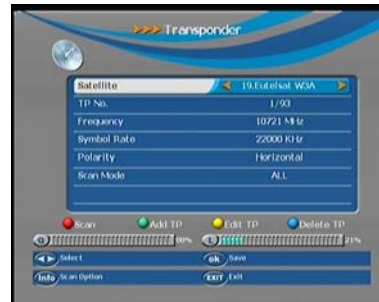 >>> Transponder
Satellite 19.Eutelsat W3A
TP No. 1/93
Frequency 10721 MHz
Symbol Rate 22000 KHz
Polarity Horizontal
Scan Mode ALL
Scan Add TP Edit TP Delete TP
Q 00% L 21%
Select ok Save
Info Scan Option EXIT Exit